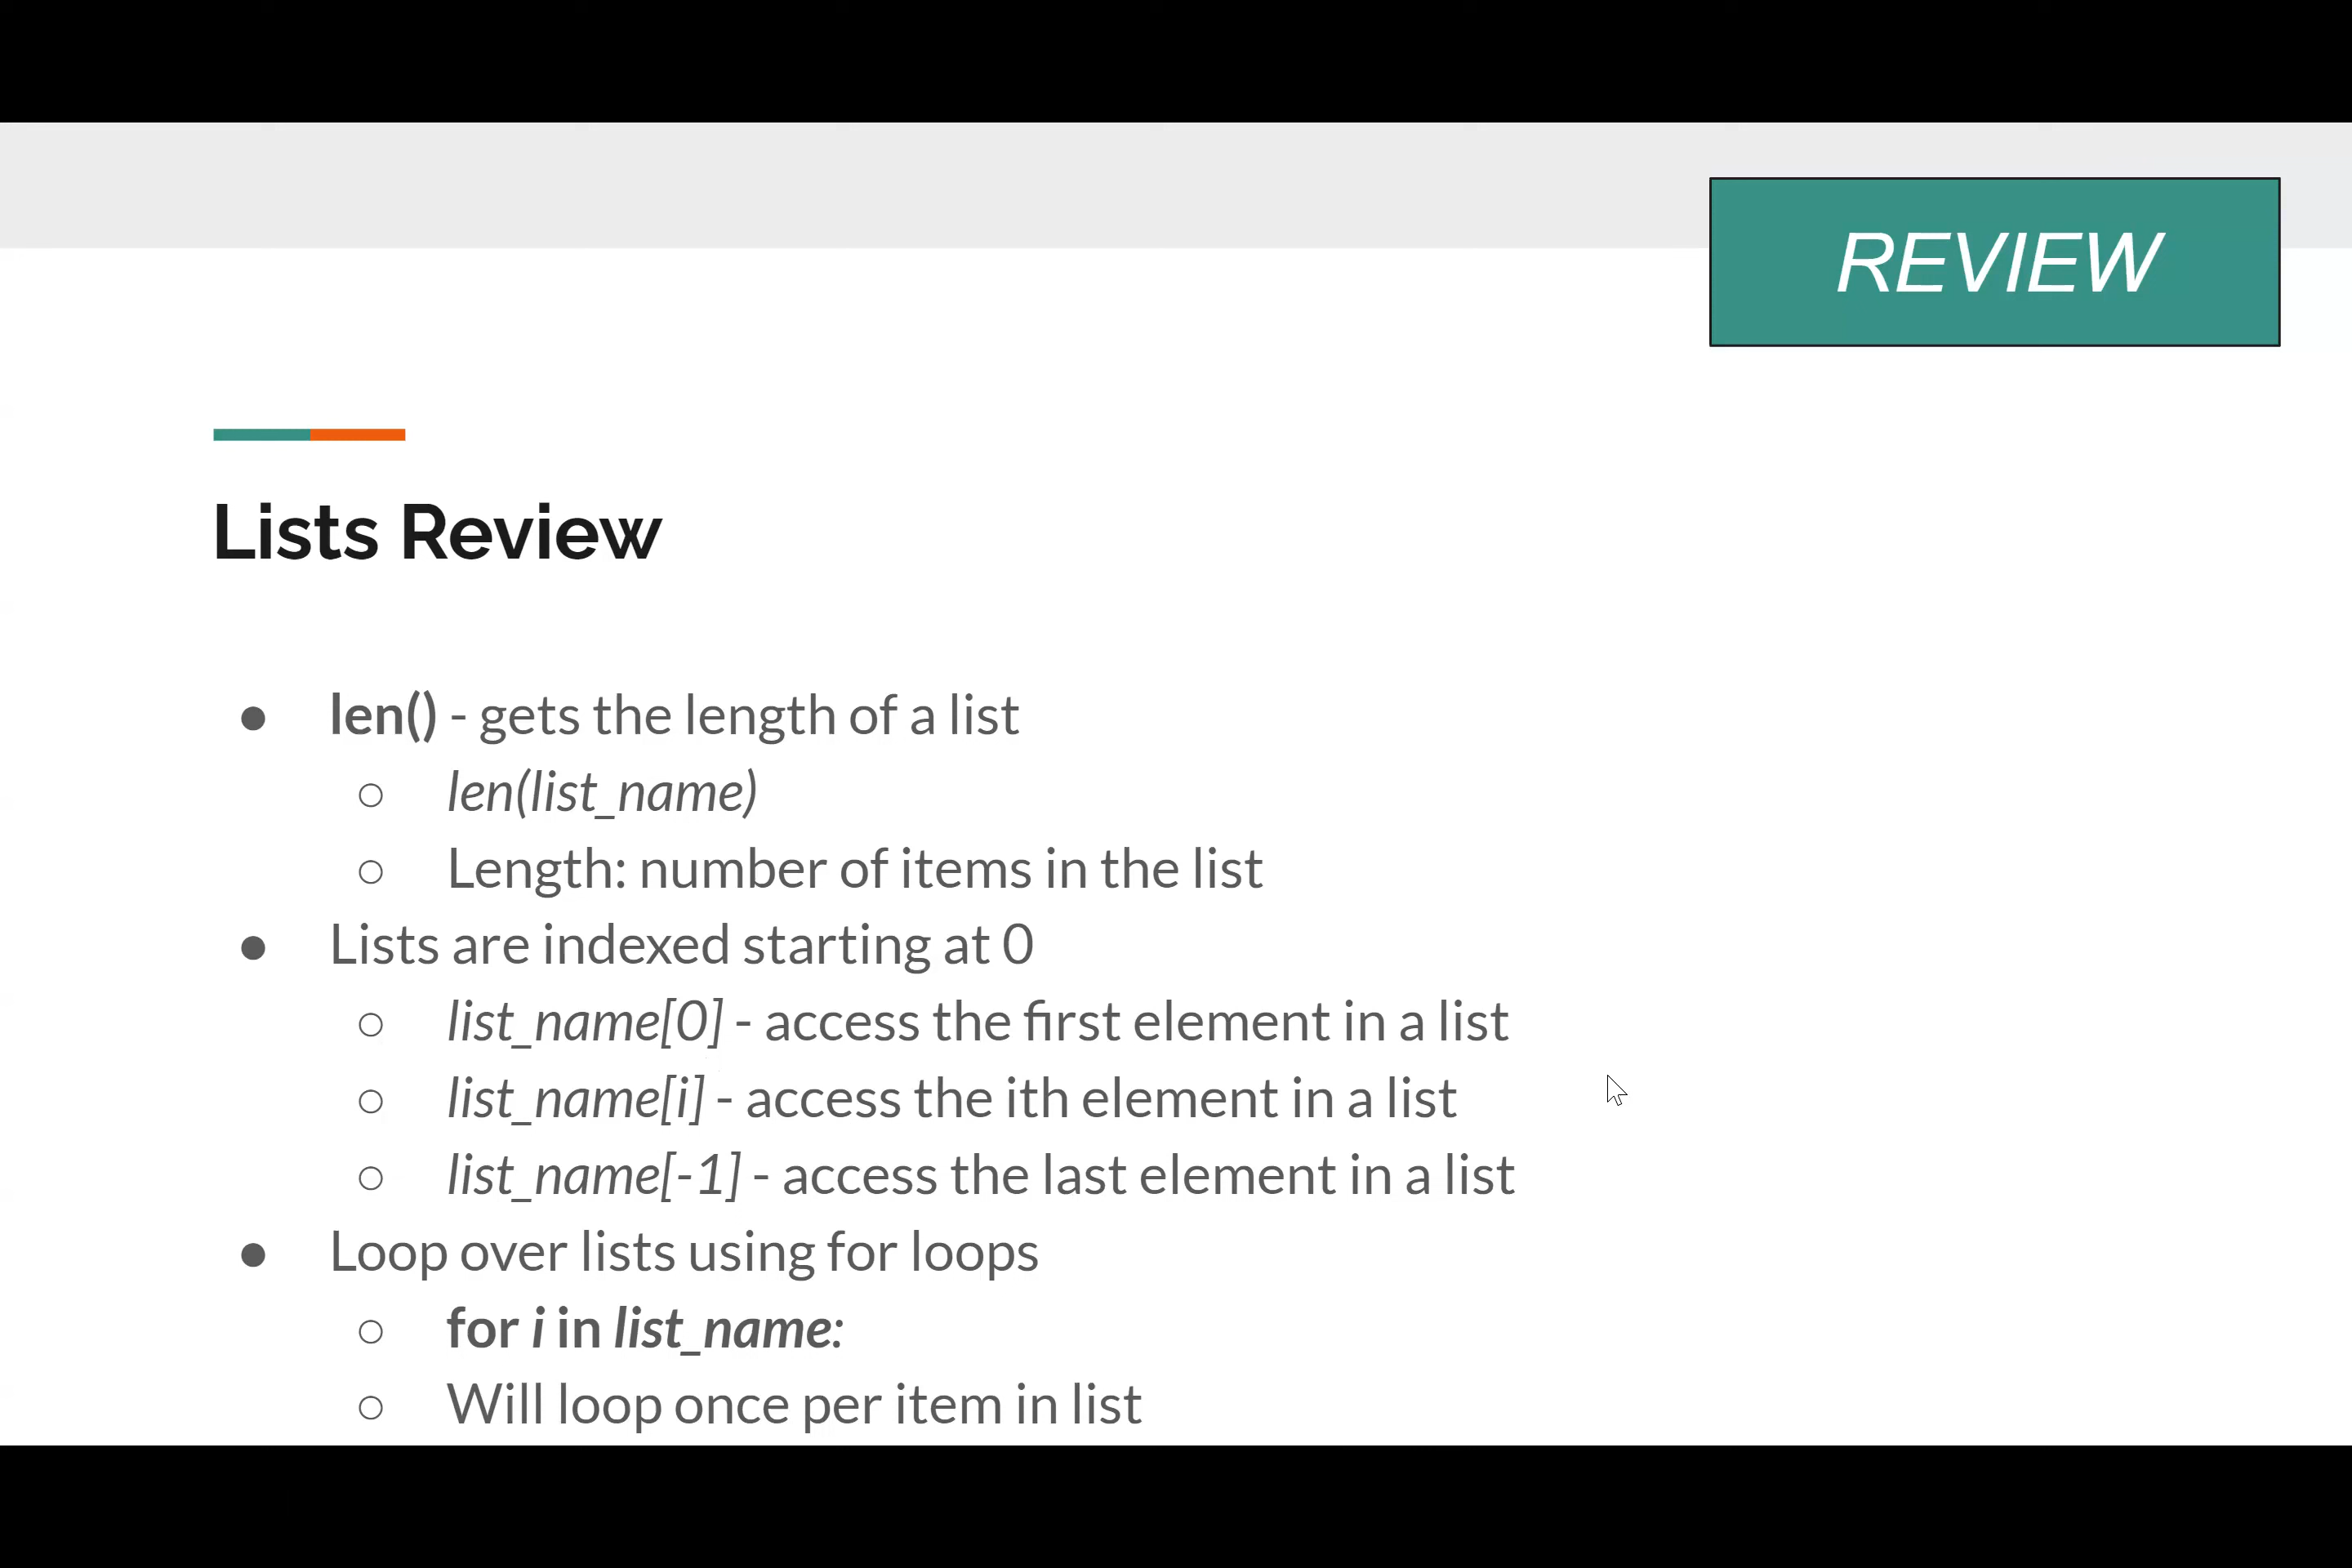 REVIEW
Lists Review
● len() - gets the length of a list
○ len(list_name)
○ Length: number of items in the list
● Lists are indexed starting at 0
○ list_name[0] - access the first element in a list
○ list_name[i] - access the ith element in a list
○ list_name[-1] - access the last element in a list
● Loop over lists using for loops
○ for i in list_name:
○ Will loop once per item in list